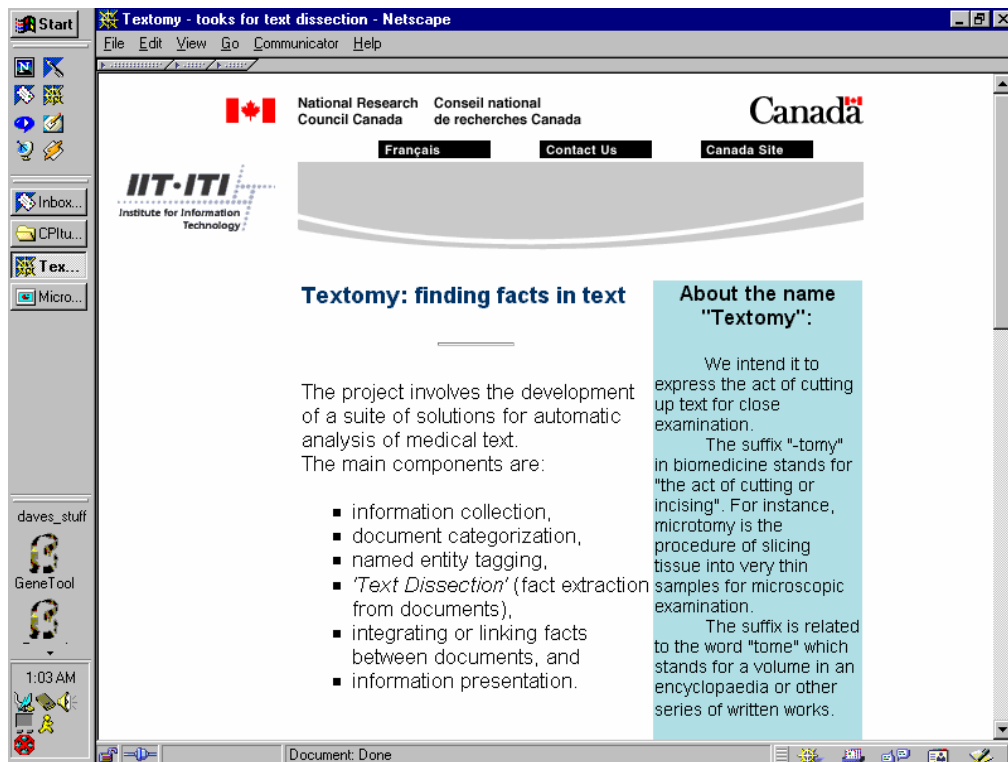 Start
Textomy - tooks for text dissection - Netscape
File Edit View Go Communicator Help
National Research Council Canada
Conseil national de recherches Canada
Canada
Français
Contact Us
Canada Site
IIT·ITI
Institute for Information
Technology
Inbox...
CPItu...
Tex...
Micro...
Textomy: finding facts in text
The project involves the development
of a suite of solutions for automatic
analysis of medical text.
The main components are:
information collection,
document categorization,
named entity tagging,
'Text Dissection' (fact extraction
from documents),
integrating or linking facts
between documents, and
information presentation.
About the name
"Textomy":
We intend it to
express the act of cutting
up text for close
examination.
The suffix "-tomy"
in biomedicine stands for
"the act of cutting or
incising". For instance,
microtomy is the
procedure of slicing
tissue into very thin
samples for microscopic
examination.
The suffix is related
to the word "tome" which
stands for a volume in an
encyclopaedia or other
series of written works.
daves_stuff
GeneTool
1:03 AM
Document: Done